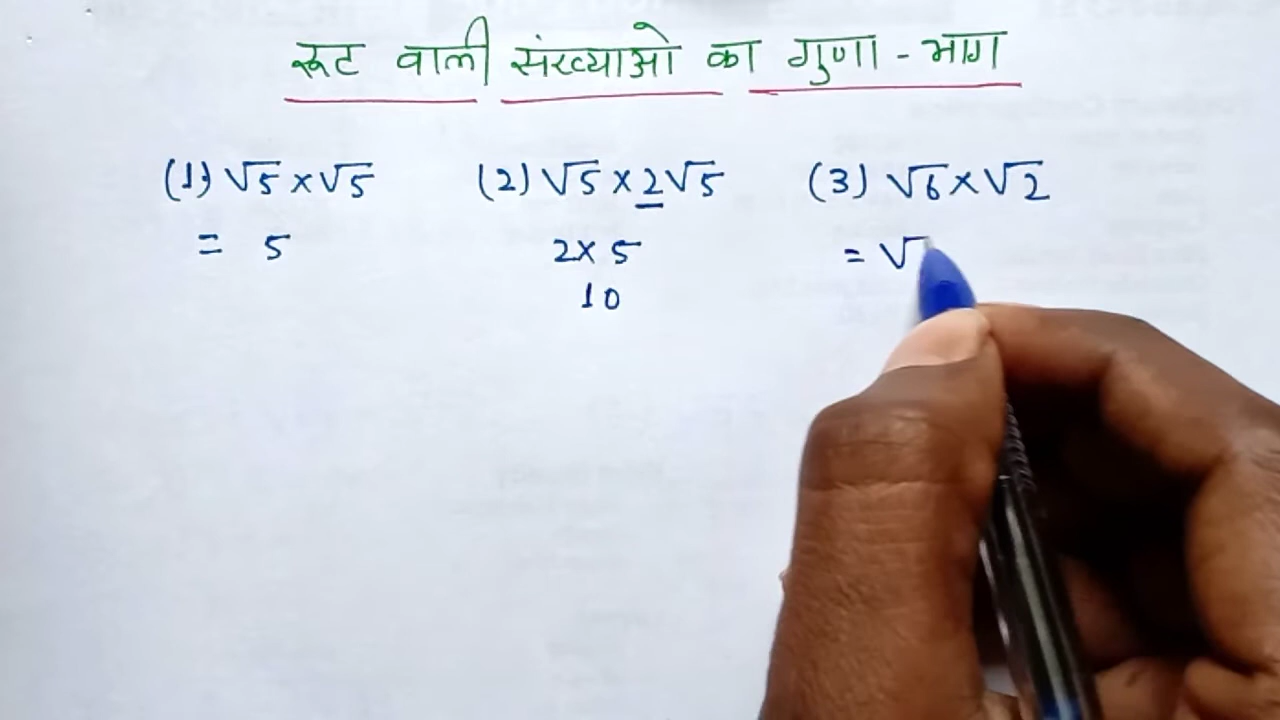 रूट वाली संख्याओ का गुणा - भाग
(1) √5 × √5 (2) √5 × 2√5 (3) √6 × √2
= 5 2 × 5 = √
10